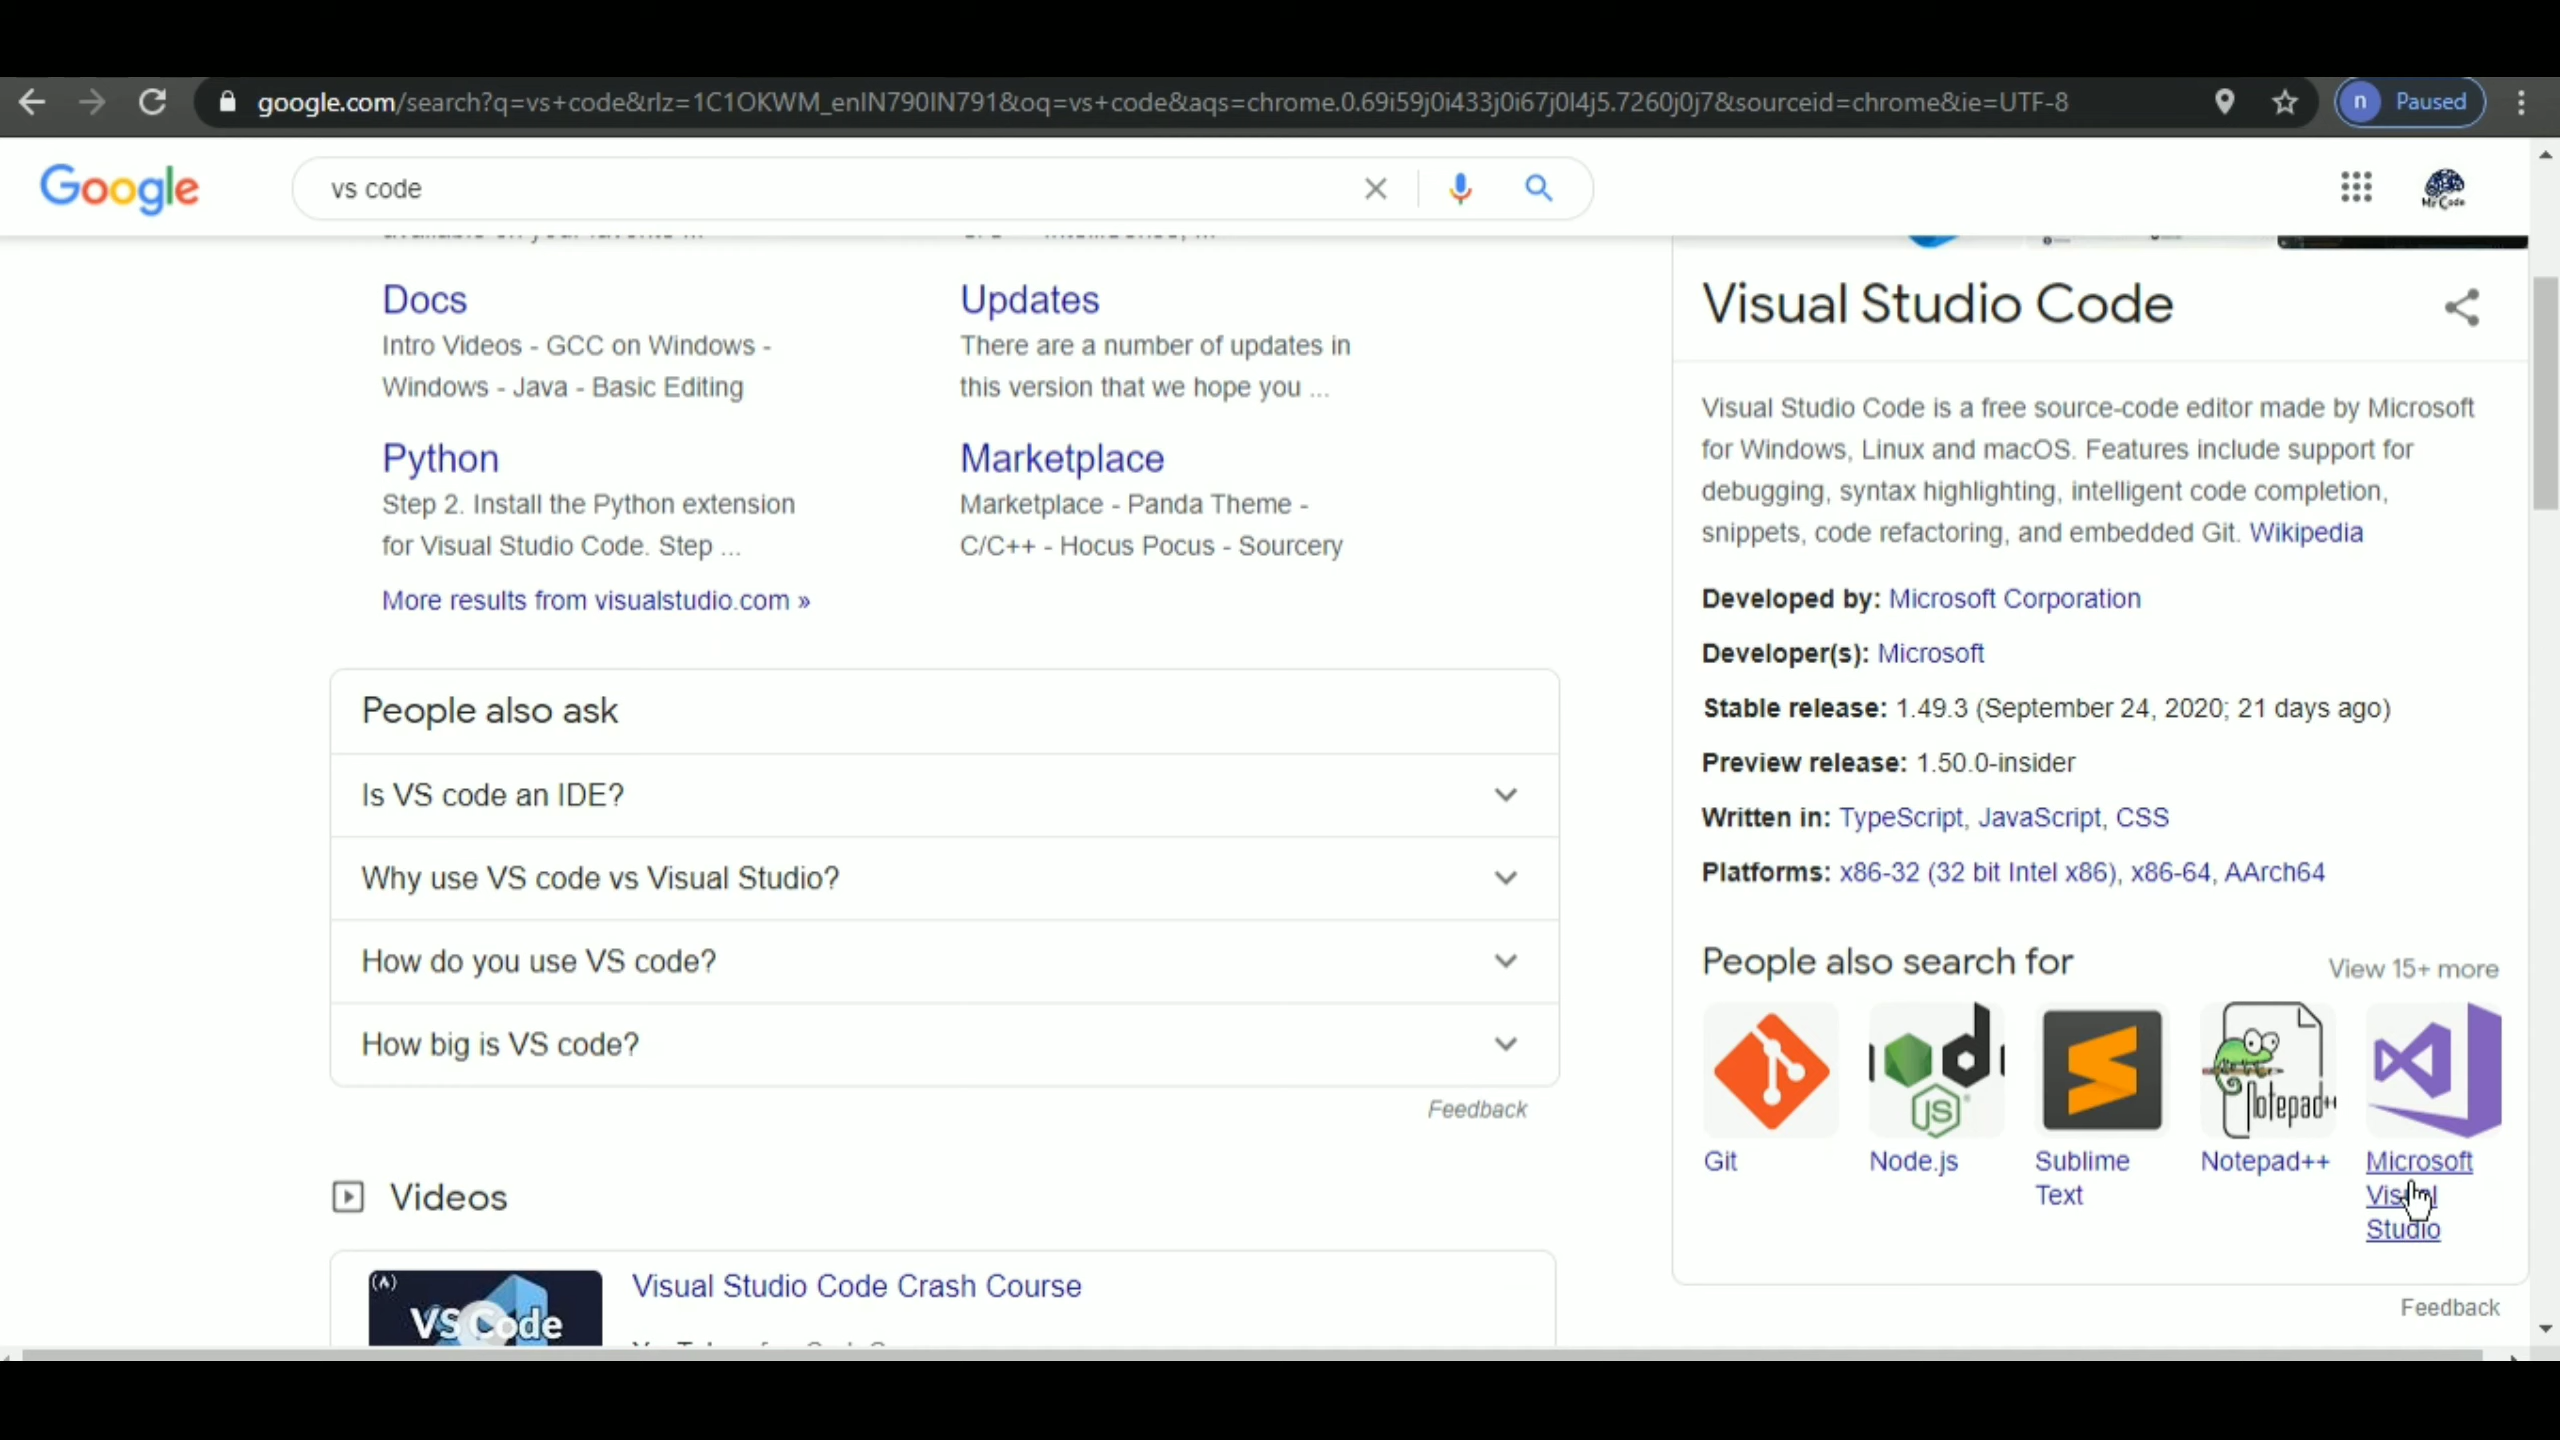 google.com/search?q=vs+code&rlz=1C1OKWM_enIN790IN791&oq=vs+code&aqs=chrome.0.69i59j0i433j0i67j0l4j5.7260j0j7&sourceid=chrome&ie=UTF-8
n Paused
Google
vs code
Mr Code
Docs
Intro Videos - GCC on Windows -
Windows - Java - Basic Editing
Updates
There are a number of updates in
this version that we hope you ...
Python
Step 2. Install the Python extension
for Visual Studio Code. Step ...
Marketplace
Marketplace - Panda Theme -
C/C++ - Hocus Pocus - Sourcery
More results from visualstudio.com »
People also ask
Is VS code an IDE?
Why use VS code vs Visual Studio?
How do you use VS code?
How big is VS code?
Feedback
Videos
VS Code
Visual Studio Code Crash Course
Visual Studio Code
Visual Studio Code is a free source-code editor made by Microsoft
for Windows, Linux and macOS. Features include support for
debugging, syntax highlighting, intelligent code completion,
snippets, code refactoring, and embedded Git. Wikipedia
Developed by: Microsoft Corporation
Developer(s): Microsoft
Stable release: 1.49.3 (September 24, 2020; 21 days ago)
Preview release: 1.50.0-insider
Written in: TypeScript, JavaScript, CSS
Platforms: x86-32 (32 bit Intel x86), x86-64, AArch64
People also search for
View 15+ more
JS
Notepad++
Git
Node.js
Sublime
Text
Notepad++
Microsoft
Visual
Studio
Feedback